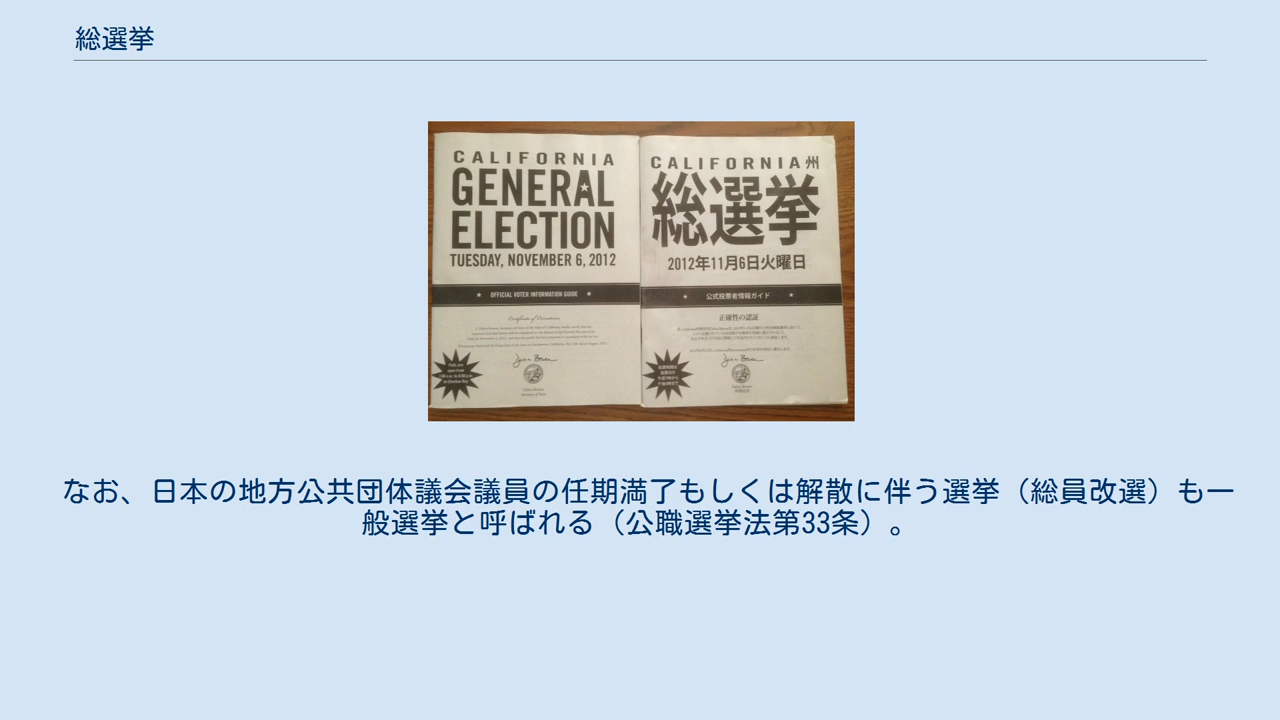 総選挙
CALIFORNIA
GENERAL
ELECTION
TUESDAY, NOVEMBER 6, 2012
OFFICIAL VOTER INFORMATION GUIDE
Certificate of Correctness
CALIFORNIA州
総選挙
2012年11月6日火曜日
公式投票者情報ガイド
正確性の認証
なお、日本の地方公共団体議会議員の任期満了もしくは解散に伴う選挙（総員改選）も一
般選挙と呼ばれる（公職選挙法第33条）。